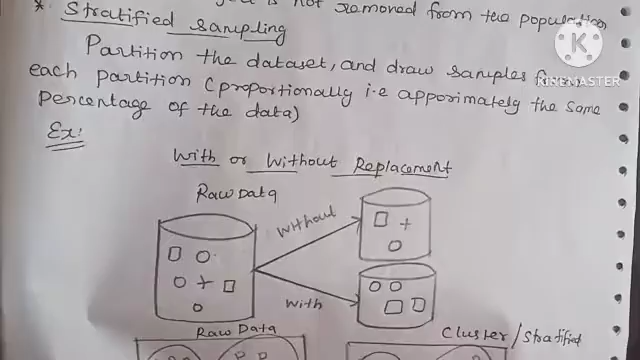 is not removed from the population
* Stratified sampling
Partition the dataset, and draw samples from
each partition (proportionally i.e apporimately the same
percentage of the data)
Ex:
With or Without Replacement
Raw Data
Without
With
Raw Data
Cluster/Stratified
K
KINEMASTER